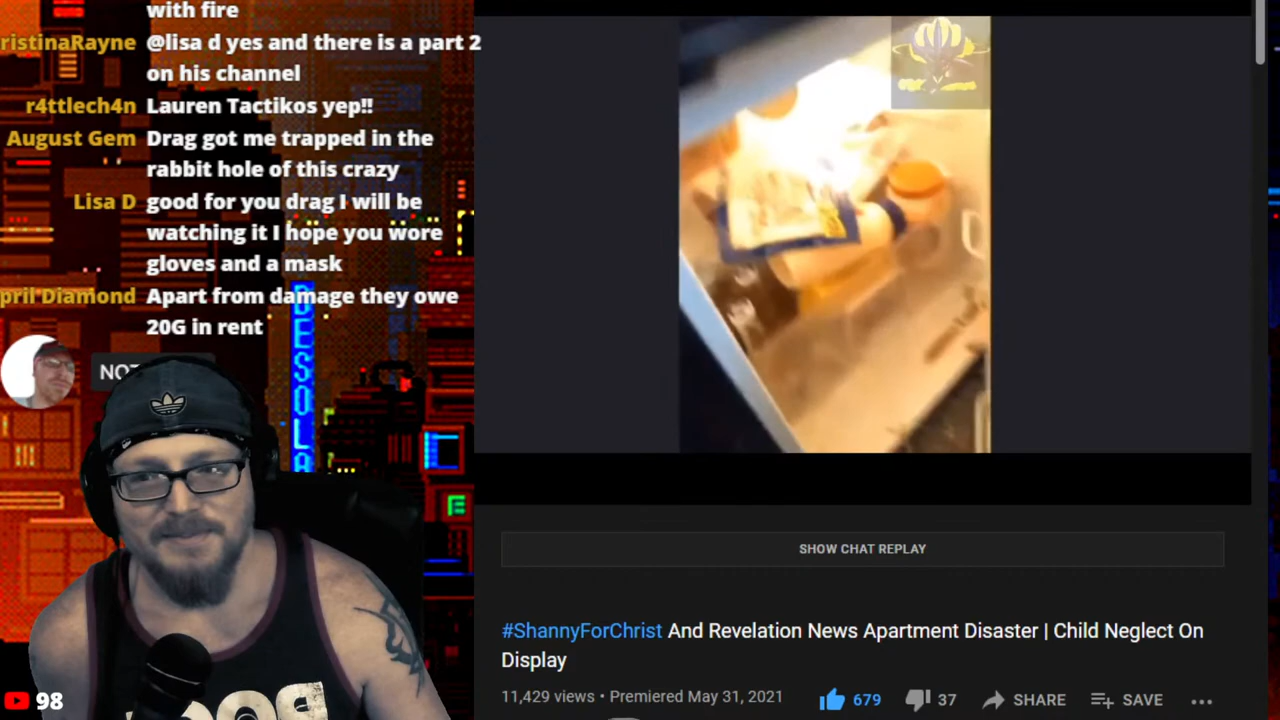 with fire
ristinaRayne @lisa d yes and there is a part 2
on his channel
r4ttlech4n Lauren Tactikos yep!!
August Gem Drag got me trapped in the
rabbit hole of this crazy
Lisa D good for you drag I will be
watching it I hope you wore
gloves and a mask
pril Diamond Apart from damage they owe
20G in rent
NOT
DESOLA
98
SHOW CHAT REPLAY
#ShannyForChrist And Revelation News Apartment Disaster | Child Neglect On
Display
11,429 views • Premiered May 31, 2021 679 37 SHARE SAVE